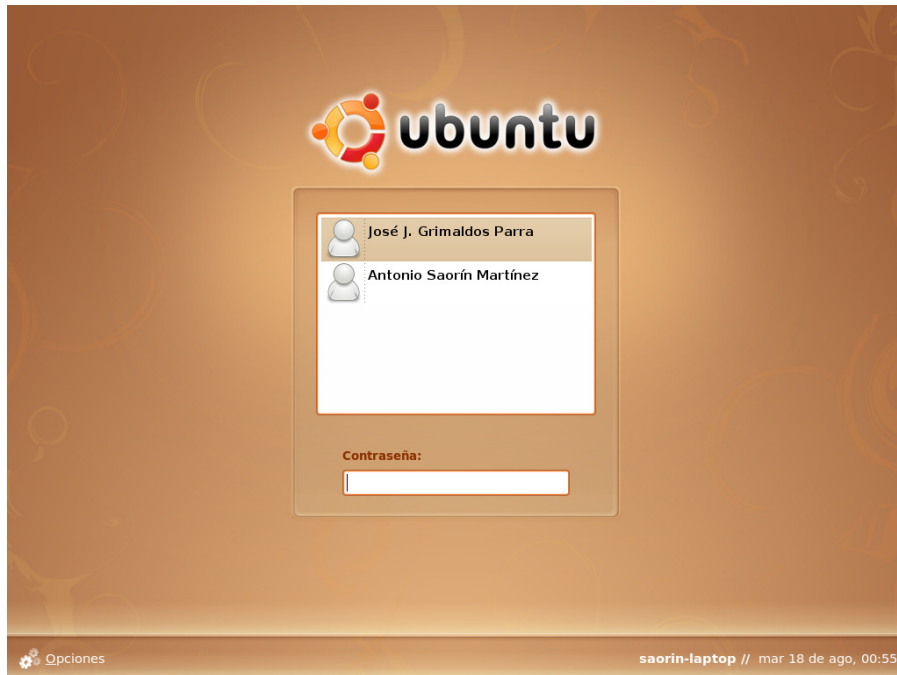 ubuntu
José J. Grimaldos Parra
Antonio Saorín Martínez
Contraseña:
Opciones
saorin-laptop // mar 18 de ago, 00:55